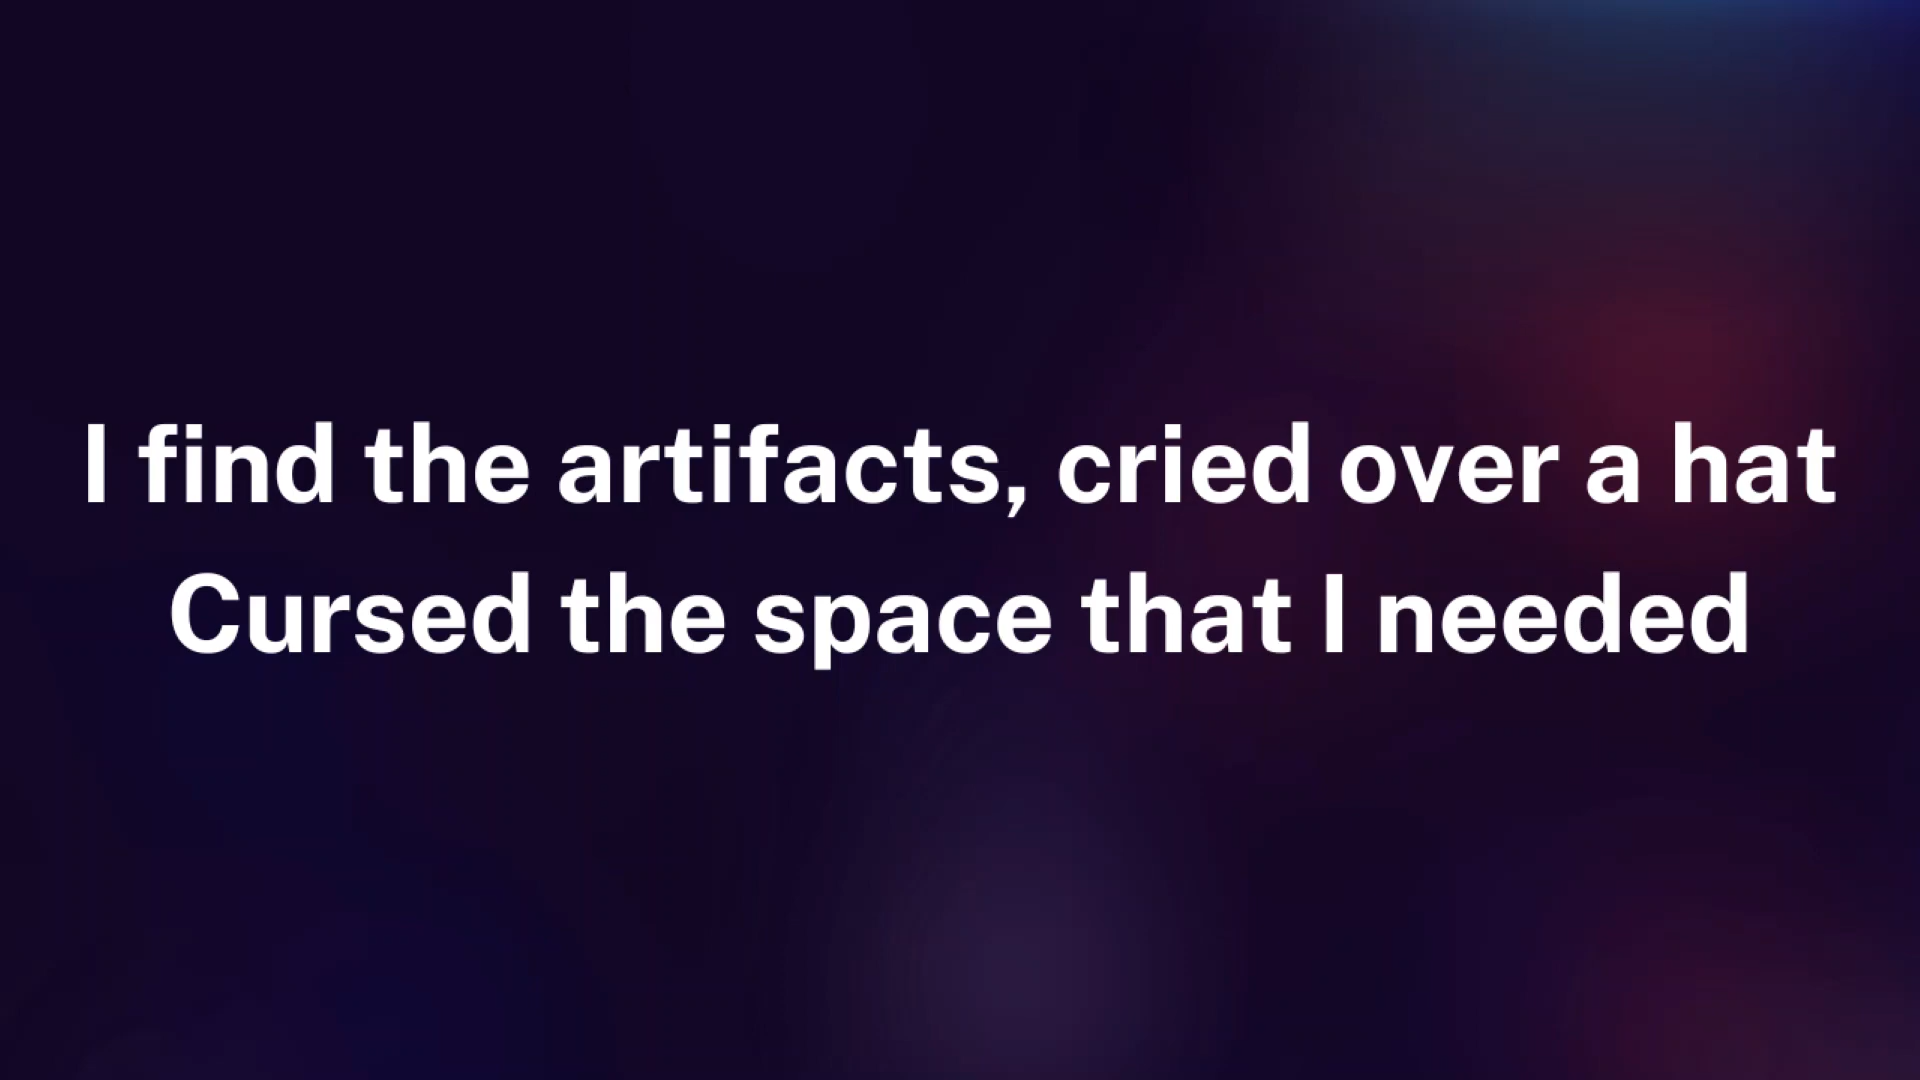 I find the artifacts, cried over a hat
Cursed the space that I needed